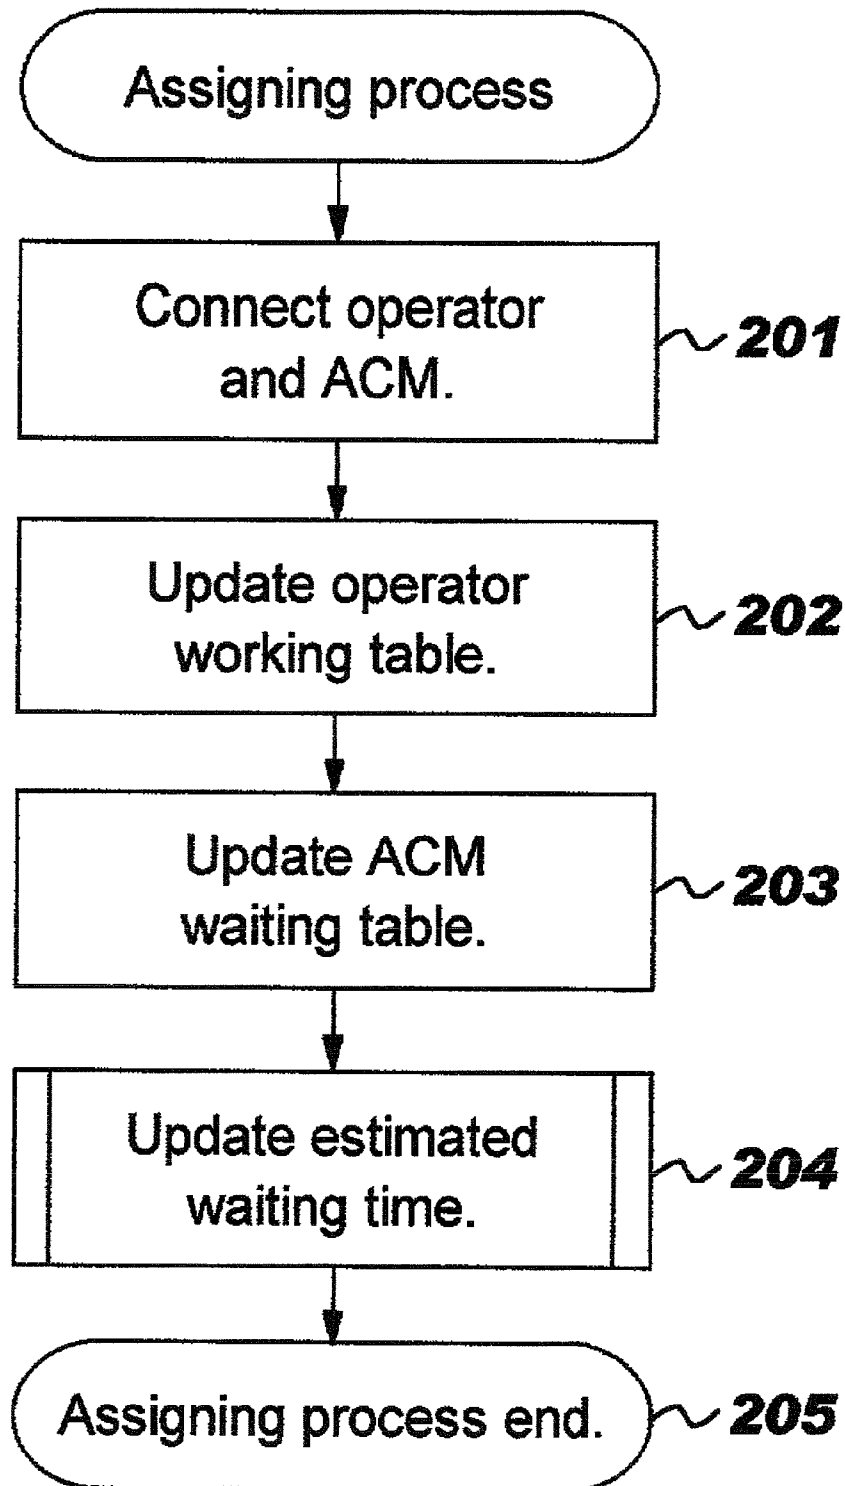 Assigning process
Connect operator
and ACM.
201
Update operator
working table.
202
Update ACM
waiting table.
203
Update estimated
waiting time.
204
Assigning process end.
205